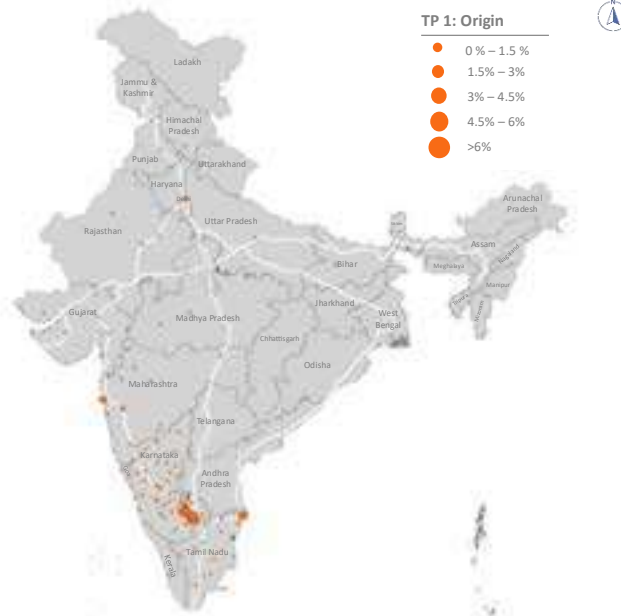 N
TP 1: Origin
0 % – 1.5 %
1.5% – 3%
3% – 4.5%
4.5% – 6%
>6%
Ladakh
Jammu &
Kashmir
Himachal
Pradesh
Punjab
Uttarakhand
Haryana
Delhi
Arunachal
Pradesh
Rajasthan
Uttar Pradesh
Assam
Nagaland
Bihar
Meghalaya
Manipur
Jharkhand
Gujarat
Madhya Pradesh
West
Bengal
Chhattisgarh
Odisha
Maharashtra
Telangana
Karnataka
Andhra
Pradesh
Tamil Nadu
Kerala